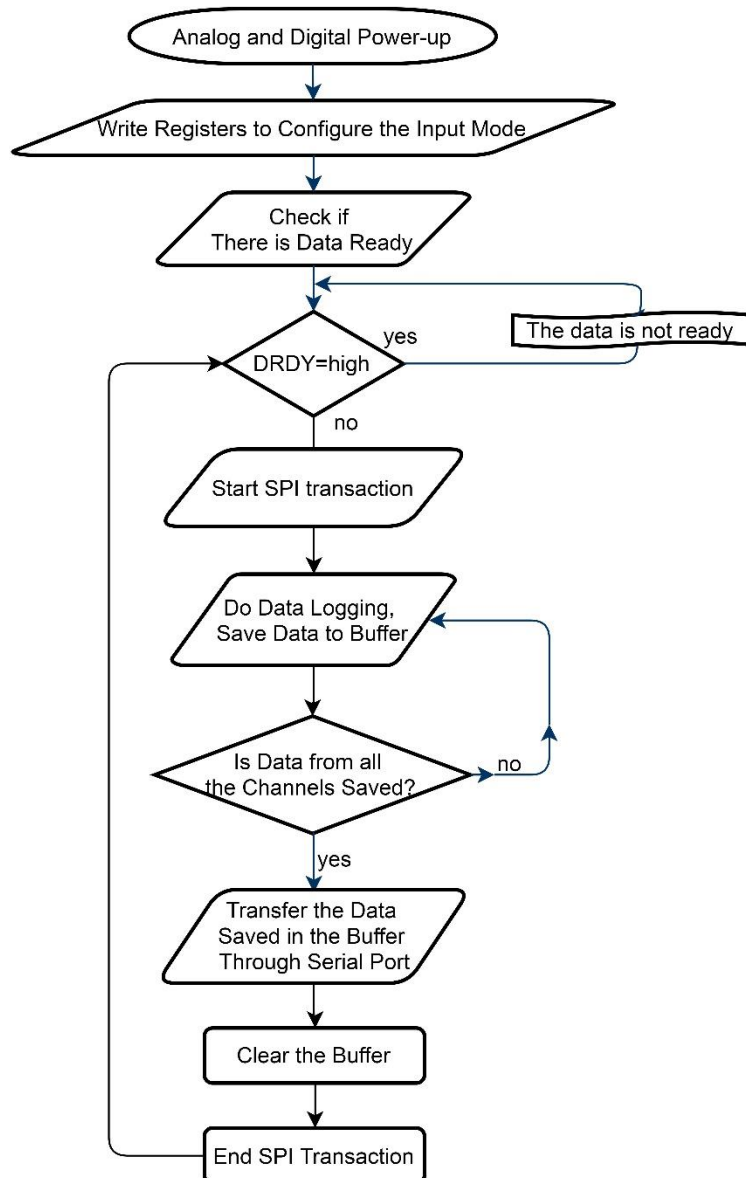 Analog and Digital Power-up
Write Registers to Configure the Input Mode
Check if
There is Data Ready
yes
The data is not ready
DRDY=high
no
Start SPI transaction
Do Data Logging,
Save Data to Buffer
Is Data from all
the Channels Saved?
no
yes
Transfer the Data
Saved in the Buffer
Through Serial Port
Clear the Buffer
End SPI Transaction